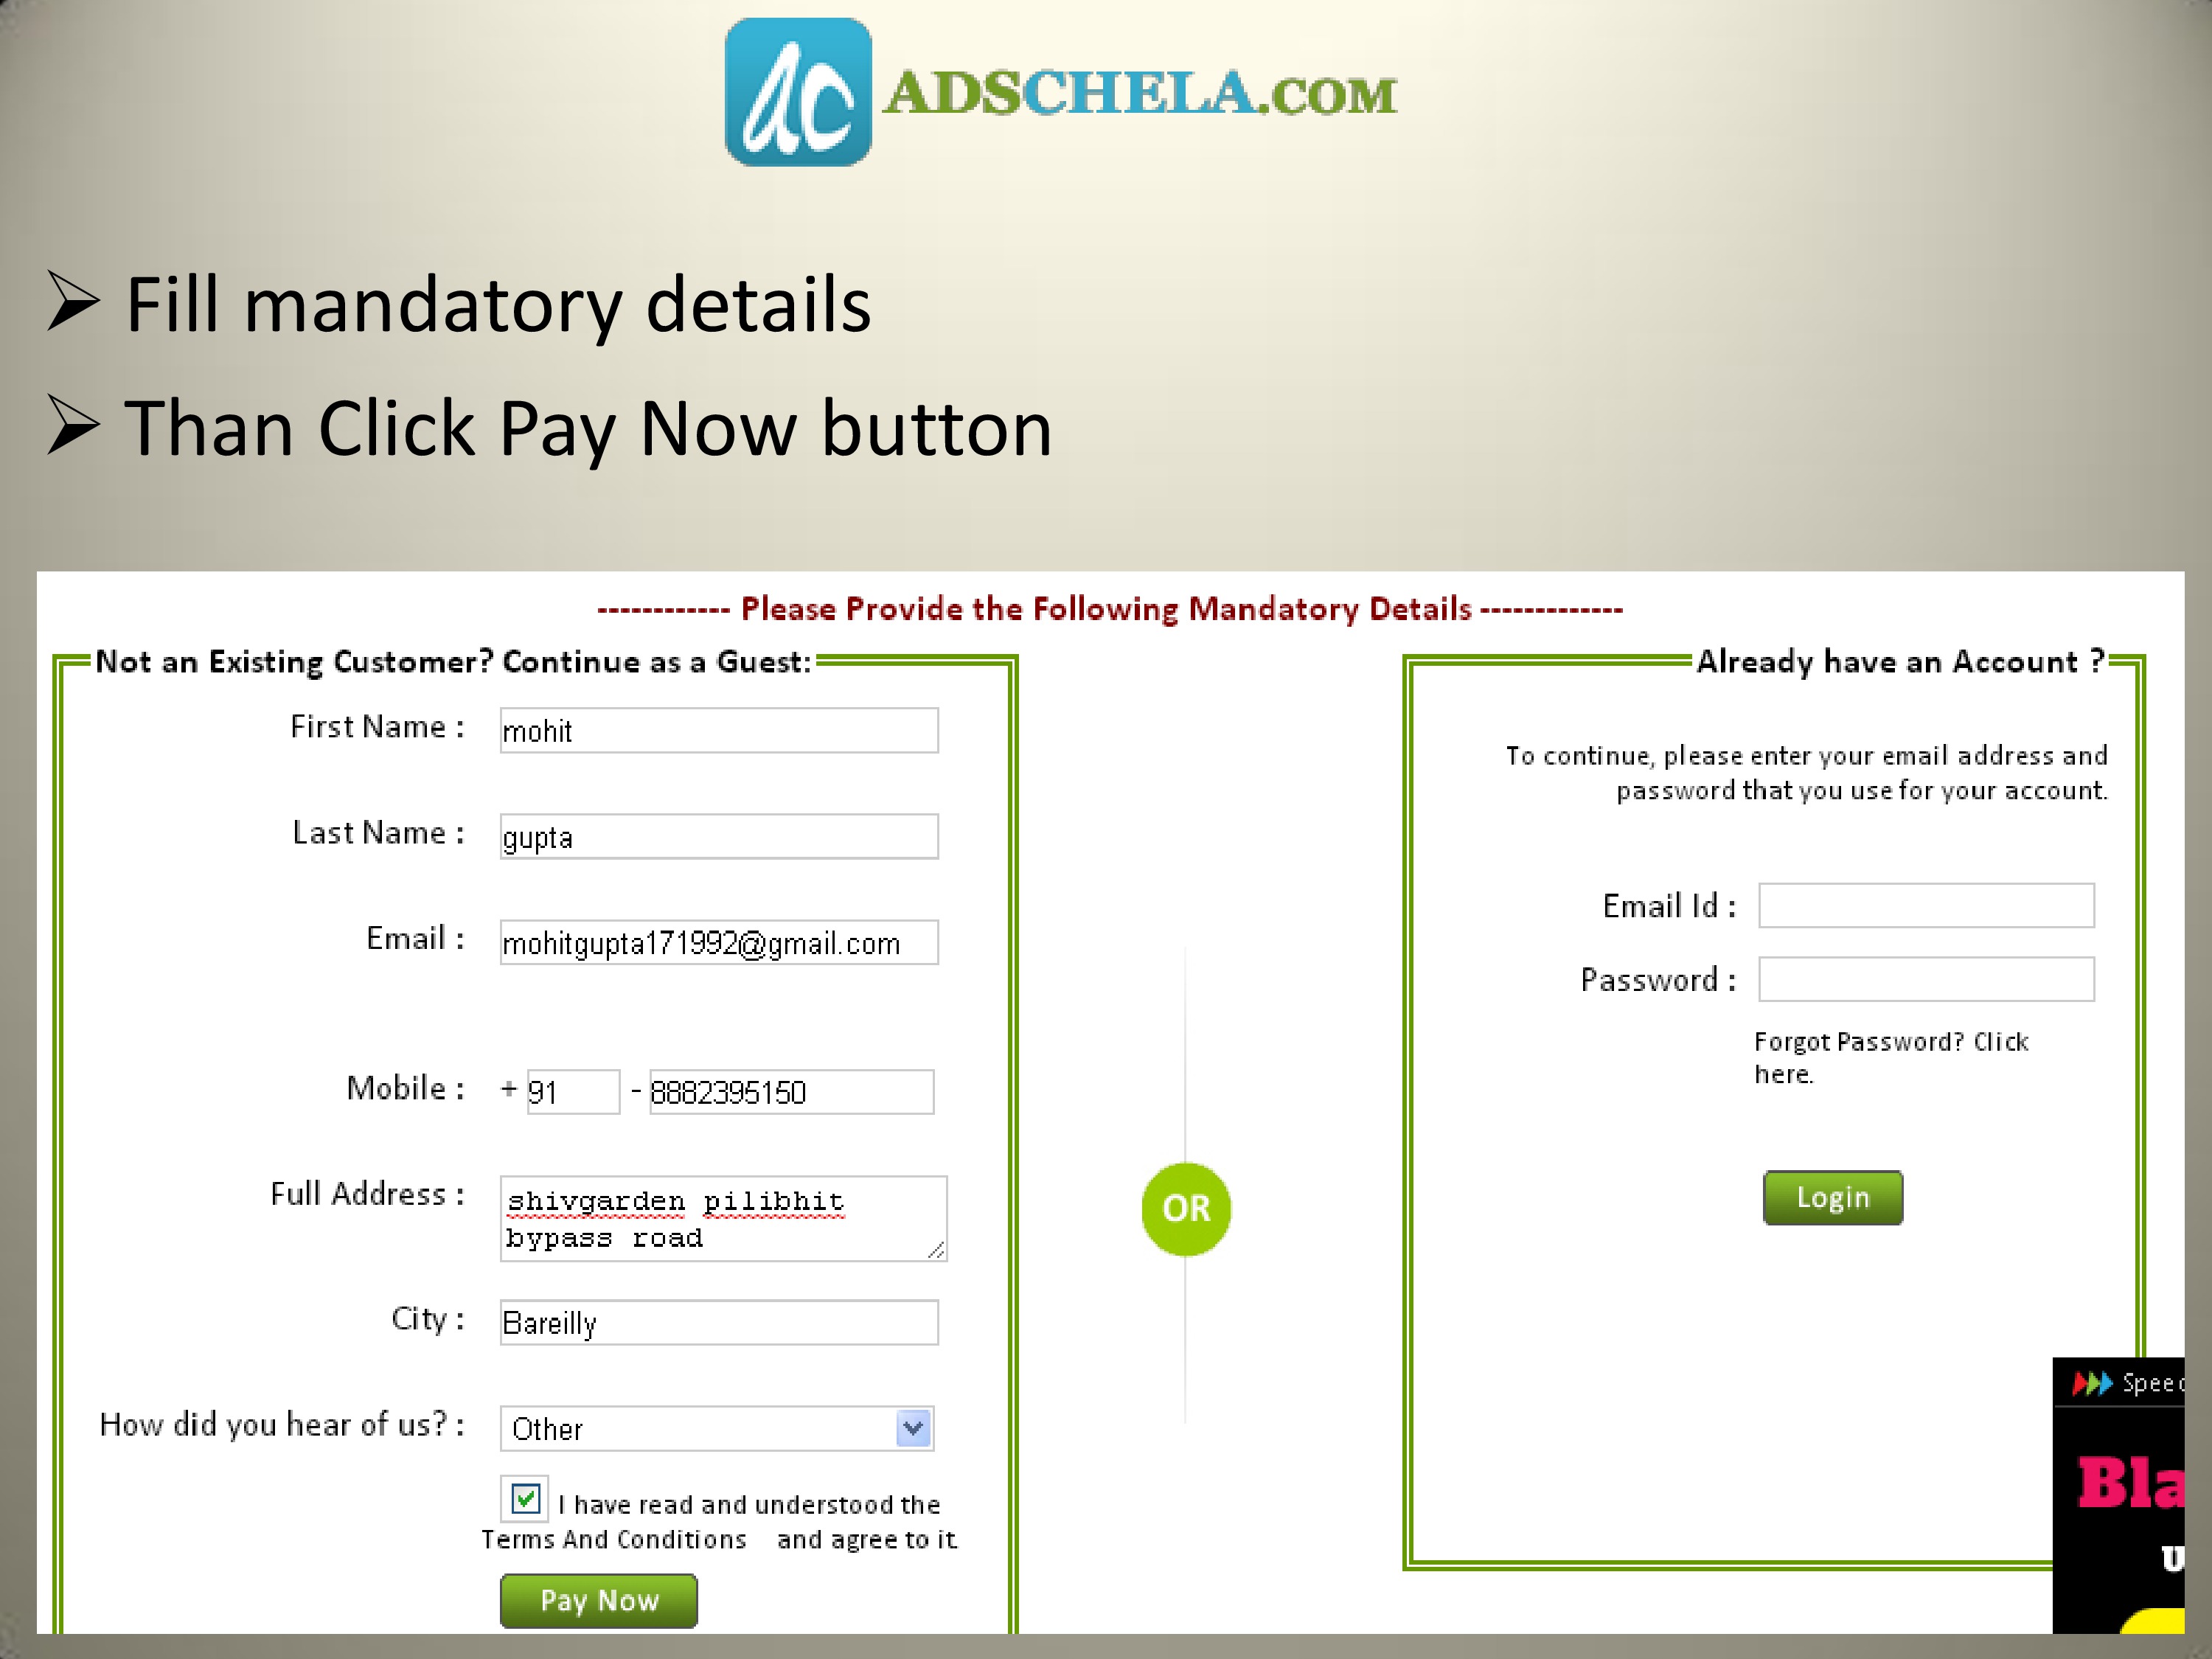 ac ADSCHELA.COM
Fill mandatory details
Than Click Pay Now button
------------ Please Provide the Following Mandatory Details -------------
Not an Existing Customer? Continue as a Guest:
First Name : mohit
Last Name : gupta
Email : mohitgupta171992@gmail.com
Mobile : + 91 - 8882395150
Full Address : shivgarden pilibhit
bypass road
City : Bareilly
How did you hear of us? : Other
I have read and understood the
Terms And Conditions and agree to it.
Pay Now
OR
Already have an Account ?
To continue, please enter your email address and
password that you use for your account.
Email Id :
Password :
Forgot Password? Click
here.
Login